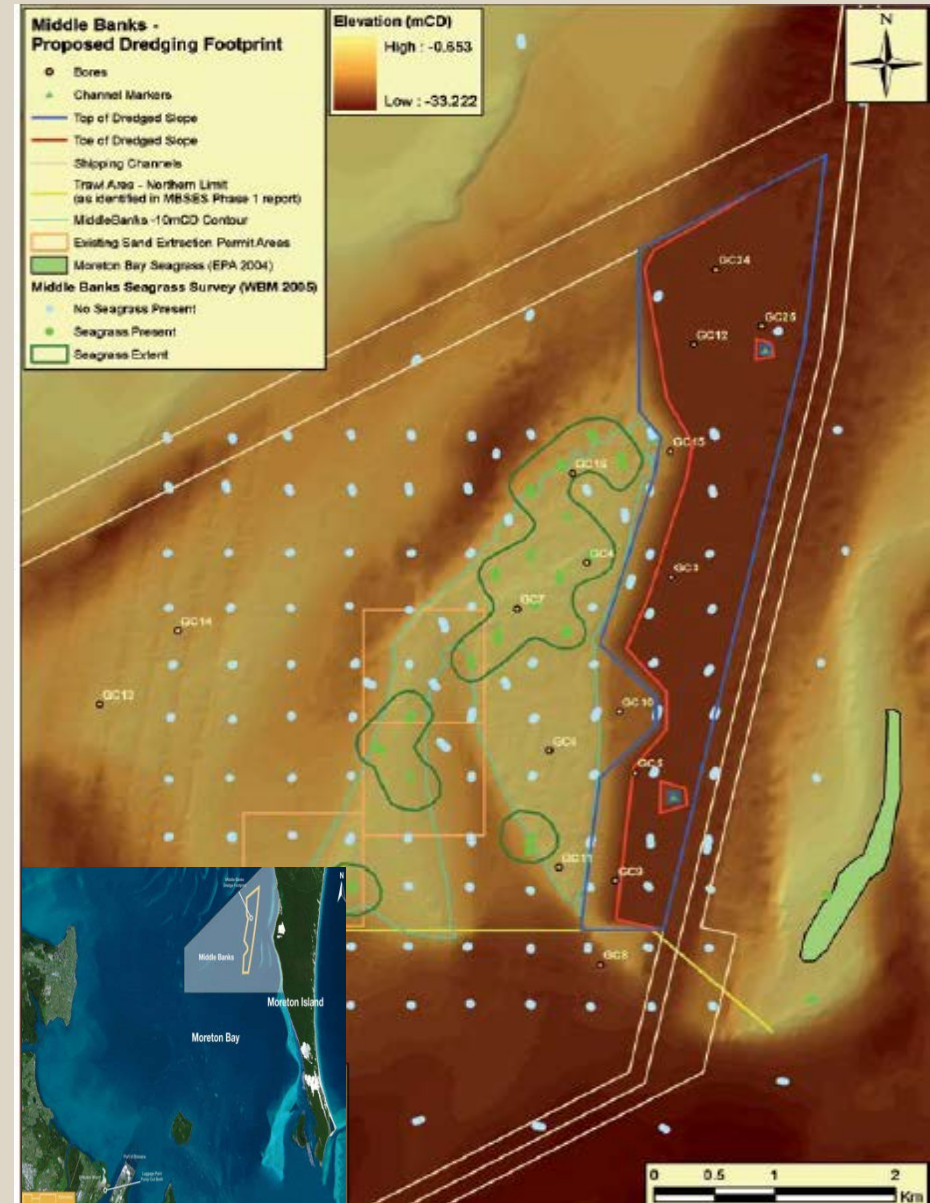 Middle Banks -
Proposed Dredging Footprint
Bores
Channel Markers
Top of Dredged Slope
Toe of Dredged Slope
Shipping Channels
Trawl Area - Northern Limit
(as identified in MBSES Phase 1 report)
MiddleBanks -10mCD Contour
Existing Sand Extraction Permit Areas
Moreton Bay Seagrass (EPA 2004)
Middle Banks Seagrass Survey (WBM 2005)
No Seagrass Present
Seagrass Present
Seagrass Extent
Elevation (mCD)
High : -0.653
Low : -33.222
N
GC24
GC25
GC12
GC15
GC16
GC4
GC3
GC7
GC14
GC13
GC10
GC6
GC5
GC11
GC9
GC8
Middle Banks
Moreton Island
Moreton Bay
N
0 0.5 1 2
Km